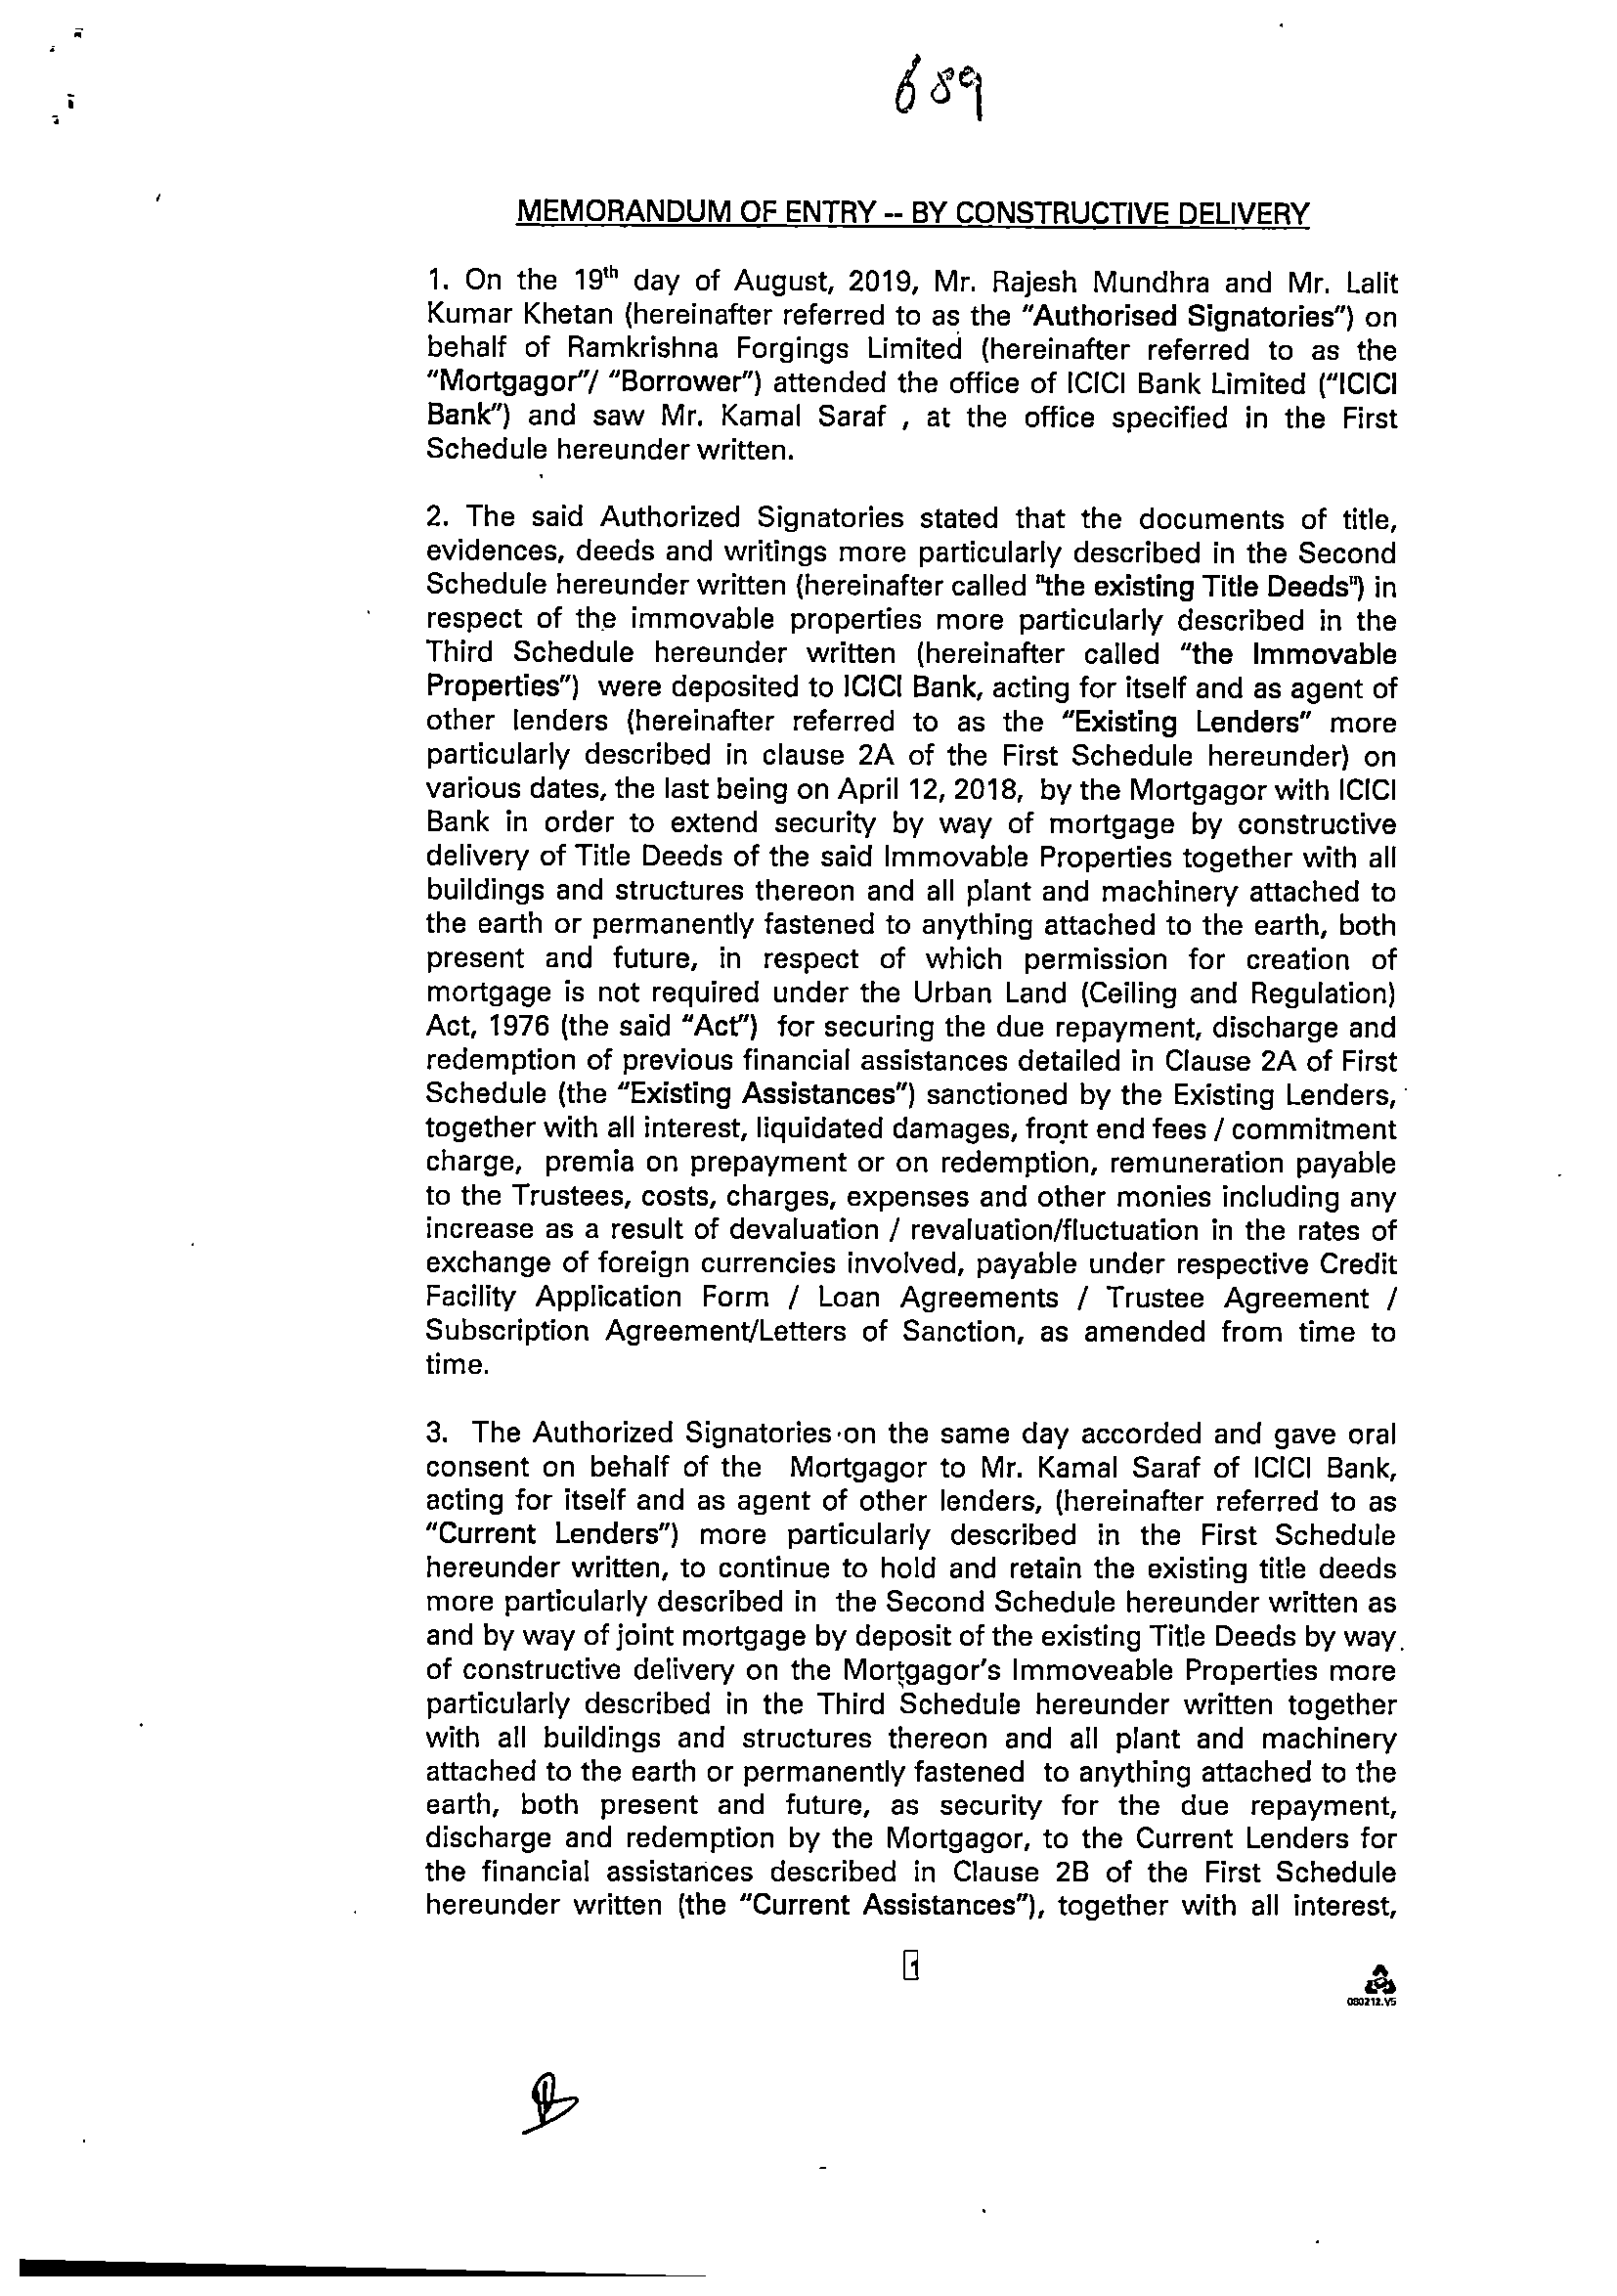 689
MEMORANDUM OF ENTRY -- BY CONSTRUCTIVE DELIVERY
1. On the 19th day of August, 2019, Mr. Rajesh Mundhra and Mr. Lalit
Kumar Khetan (hereinafter referred to as the "Authorised Signatories") on
behalf of Ramkrishna Forgings Limited (hereinafter referred to as the
"Mortgagor"/ "Borrower") attended the office of ICICI Bank Limited ("ICICI
Bank") and saw Mr. Kamal Saraf , at the office specified in the First
Schedule hereunder written.
2. The said Authorized Signatories stated that the documents of title,
evidences, deeds and writings more particularly described in the Second
Schedule hereunder written (hereinafter called "the existing Title Deeds") in
respect of the immovable properties more particularly described in the
Third Schedule hereunder written (hereinafter called "the Immovable
Properties") were deposited to ICICI Bank, acting for itself and as agent of
other lenders (hereinafter referred to as the "Existing Lenders" more
particularly described in clause 2A of the First Schedule hereunder) on
various dates, the last being on April 12, 2018, by the Mortgagor with ICICI
Bank in order to extend security by way of mortgage by constructive
delivery of Title Deeds of the said Immovable Properties together with all
buildings and structures thereon and all plant and machinery attached to
the earth or permanently fastened to anything attached to the earth, both
present and future, in respect of which permission for creation of
mortgage is not required under the Urban Land (Ceiling and Regulation)
Act, 1976 (the said "Act") for securing the due repayment, discharge and
redemption of previous financial assistances detailed in Clause 2A of First
Schedule (the "Existing Assistances") sanctioned by the Existing Lenders,
together with all interest, liquidated damages, front end fees / commitment
charge, premia on prepayment or on redemption, remuneration payable
to the Trustees, costs, charges, expenses and other monies including any
increase as a result of devaluation / revaluation/fluctuation in the rates of
exchange of foreign currencies involved, payable under respective Credit
Facility Application Form / Loan Agreements / Trustee Agreement /
Subscription Agreement/Letters of Sanction, as amended from time to
time.
3. The Authorized Signatories on the same day accorded and gave oral
consent on behalf of the Mortgagor to Mr. Kamal Saraf of ICICI Bank,
acting for itself and as agent of other lenders, (hereinafter referred to as
"Current Lenders") more particularly described in the First Schedule
hereunder written, to continue to hold and retain the existing title deeds
more particularly described in the Second Schedule hereunder written as
and by way of joint mortgage by deposit of the existing Title Deeds by way
of constructive delivery on the Mortgagor's Immoveable Properties more
particularly described in the Third Schedule hereunder written together
with all buildings and structures thereon and all plant and machinery
attached to the earth or permanently fastened to anything attached to the
earth, both present and future, as security for the due repayment,
discharge and redemption by the Mortgagor, to the Current Lenders for
the financial assistances described in Clause 2B of the First Schedule
hereunder written (the "Current Assistances"), together with all interest,
1
080212.V5